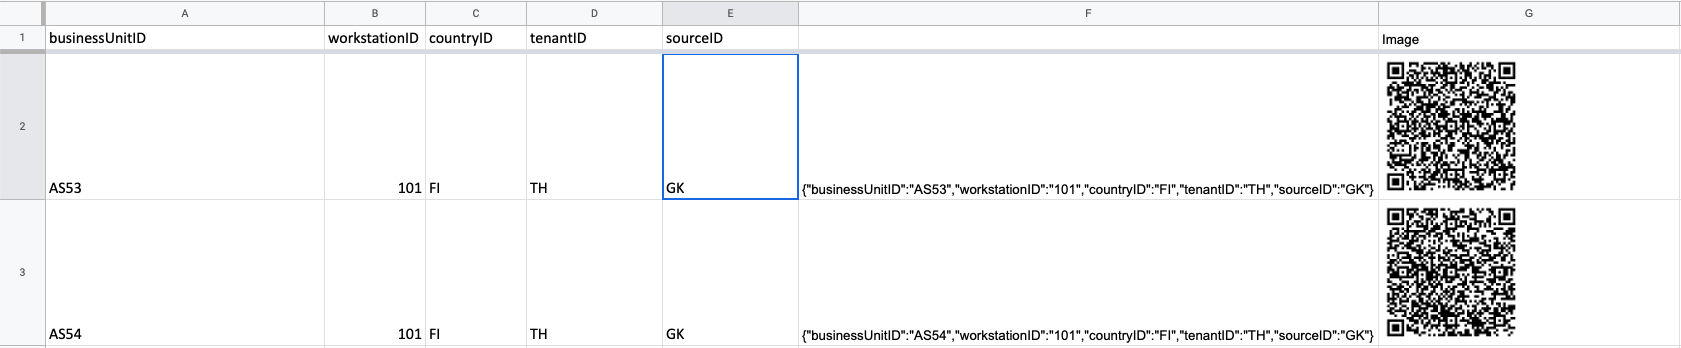 A B C D E F G
1 businessUnitID workstationID countryID tenantID sourceID Image
2 AS53 101 FI TH GK {"businessUnitID":"AS53","workstationID":"101","countryID":"FI","tenantID":"TH","sourceID":"GK"}
3 AS54 101 FI TH GK {"businessUnitID":"AS54","workstationID":"101","countryID":"FI","tenantID":"TH","sourceID":"GK"}